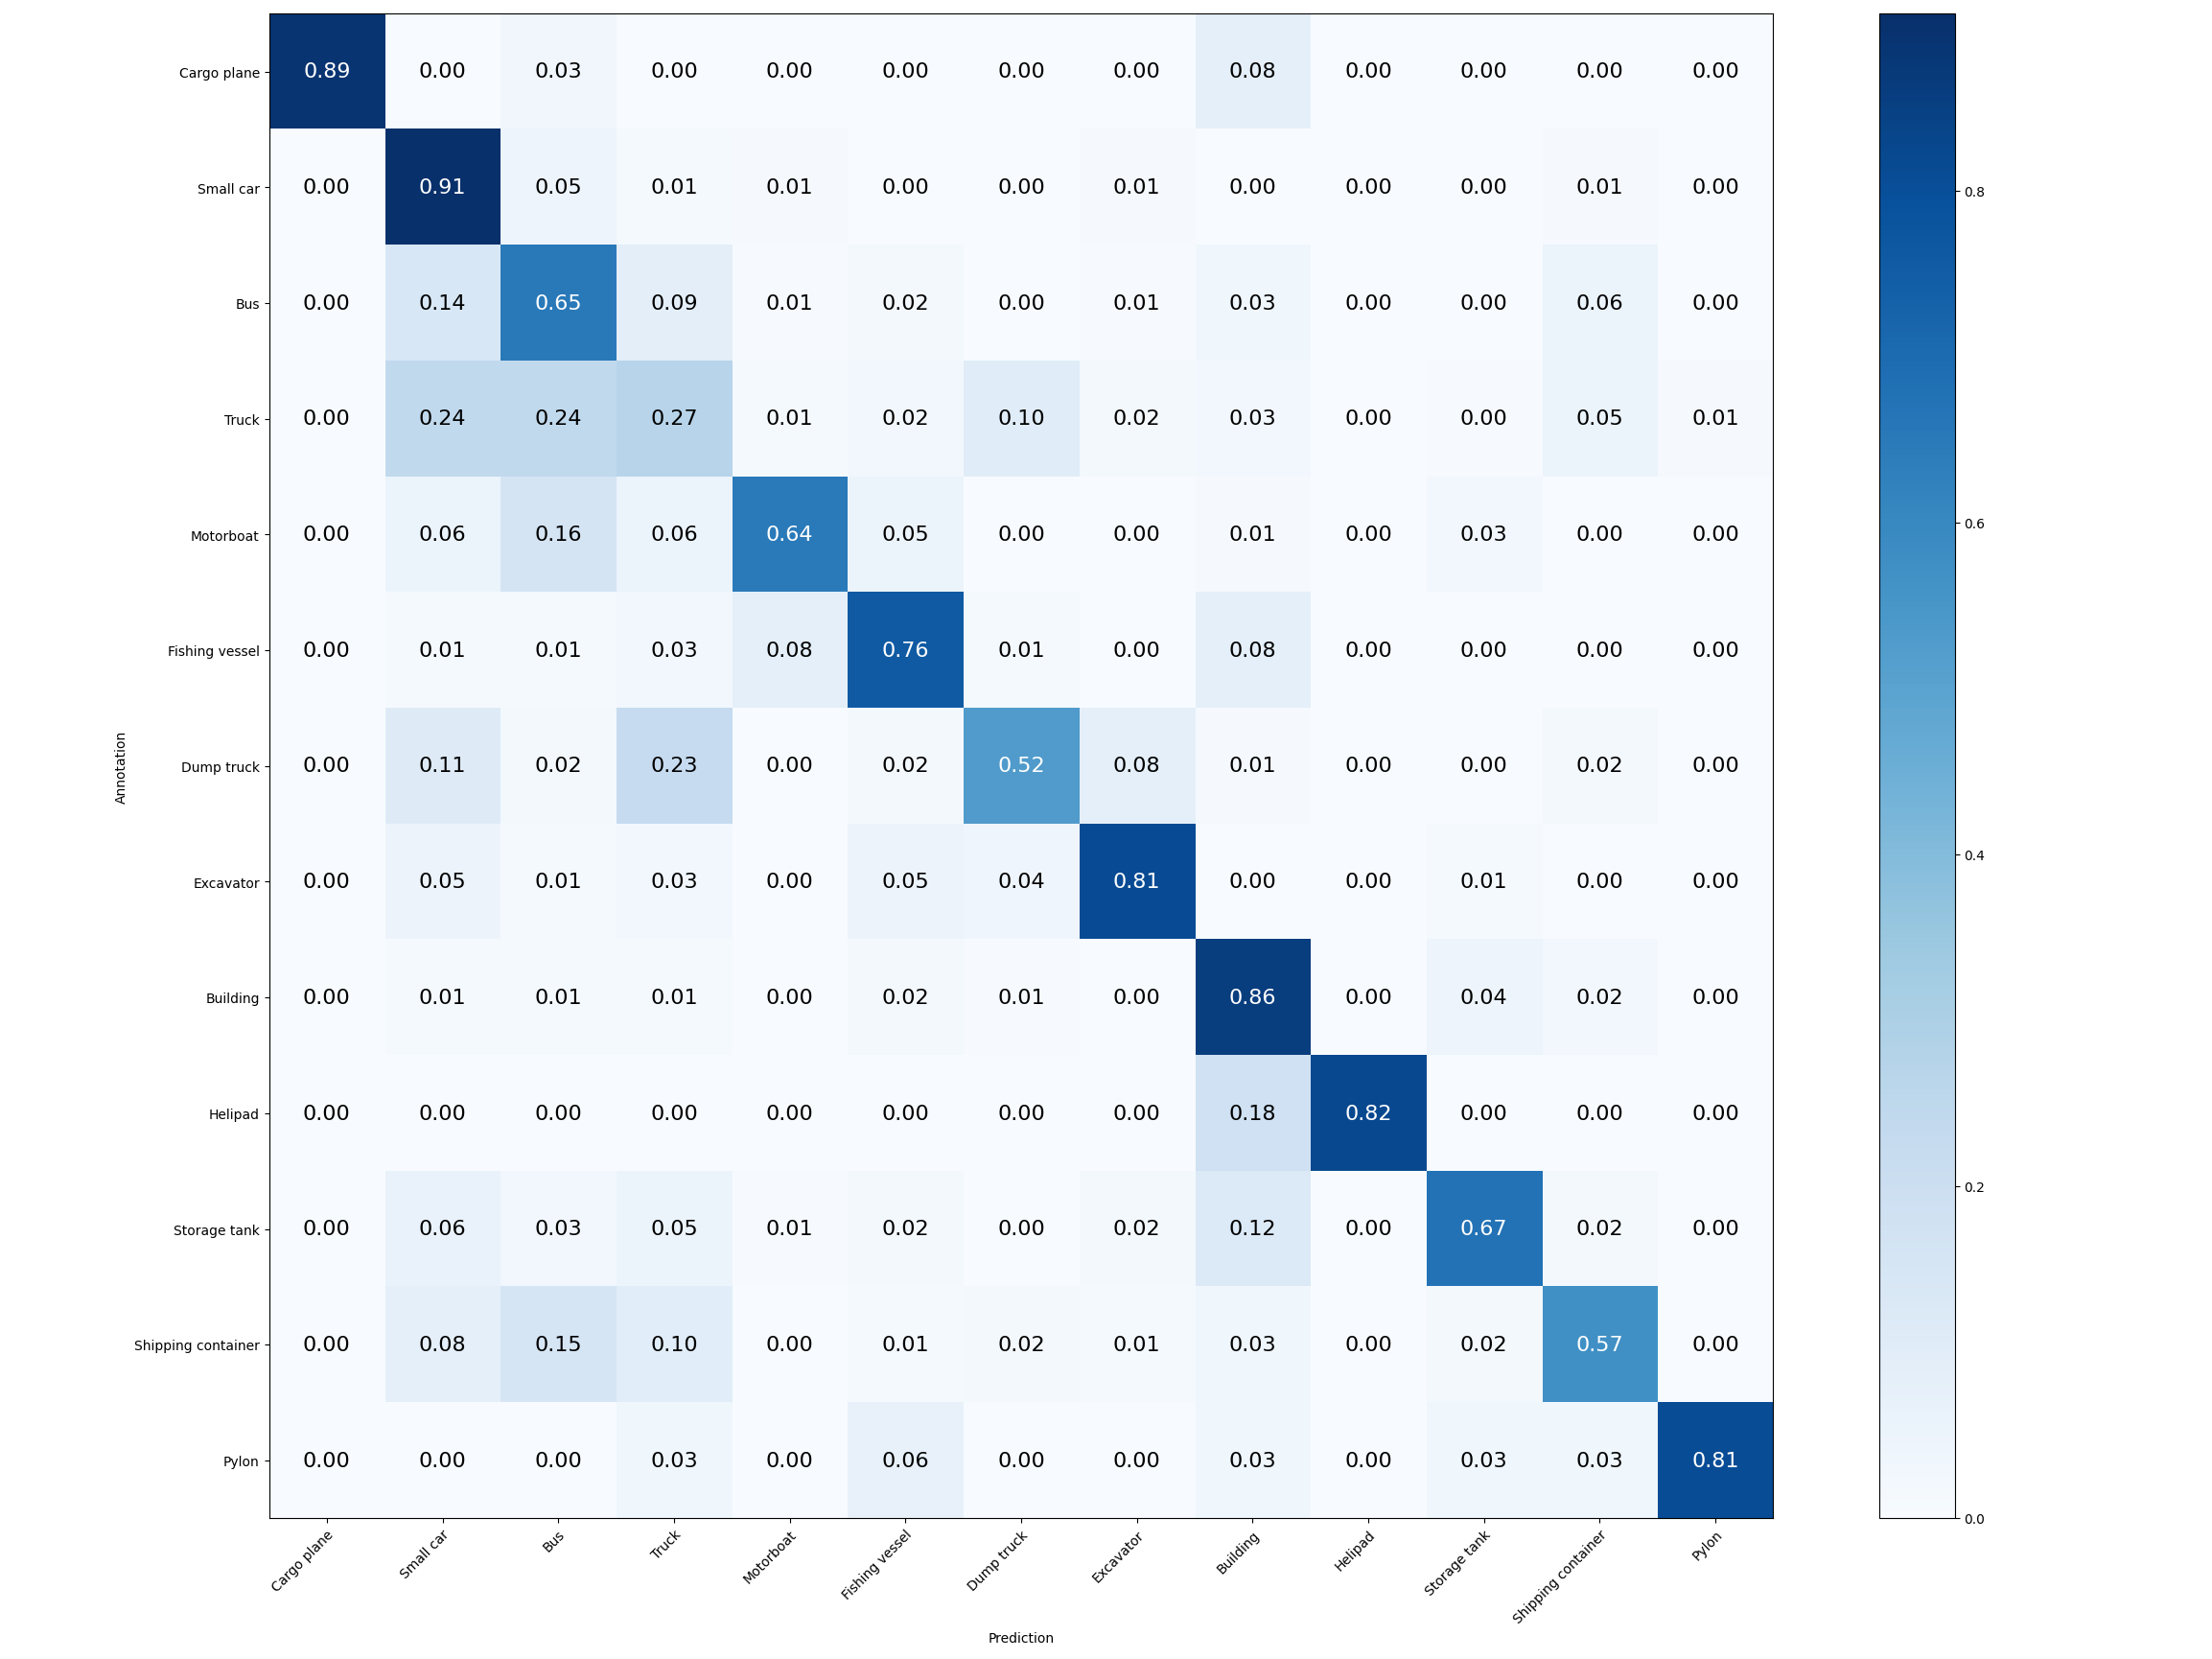 Cargo plane 0.89 0.00 0.03 0.00 0.00 0.00 0.00 0.00 0.08 0.00 0.00 0.00 0.00
Small car 0.00 0.91 0.05 0.01 0.01 0.00 0.00 0.01 0.00 0.00 0.00 0.01 0.00 0.8
Bus 0.00 0.14 0.65 0.09 0.01 0.02 0.00 0.01 0.03 0.00 0.00 0.06 0.00
Truck 0.00 0.24 0.24 0.27 0.01 0.02 0.10 0.02 0.03 0.00 0.00 0.05 0.01
Motorboat 0.00 0.06 0.16 0.06 0.64 0.05 0.00 0.00 0.01 0.00 0.03 0.00 0.00 0.6
Fishing vessel 0.00 0.01 0.01 0.03 0.08 0.76 0.01 0.00 0.08 0.00 0.00 0.00 0.00
Annotation
Dump truck 0.00 0.11 0.02 0.23 0.00 0.02 0.52 0.08 0.01 0.00 0.00 0.02 0.00
Excavator 0.00 0.05 0.01 0.03 0.00 0.05 0.04 0.81 0.00 0.00 0.01 0.00 0.00 0.4
Building 0.00 0.01 0.01 0.01 0.00 0.02 0.01 0.00 0.86 0.00 0.04 0.02 0.00
Helipad 0.00 0.00 0.00 0.00 0.00 0.00 0.00 0.00 0.18 0.82 0.00 0.00 0.00
Storage tank 0.00 0.06 0.03 0.05 0.01 0.02 0.00 0.02 0.12 0.00 0.67 0.02 0.00 0.2
Shipping container 0.00 0.08 0.15 0.10 0.00 0.01 0.02 0.01 0.03 0.00 0.02 0.57 0.00
Pylon 0.00 0.00 0.00 0.03 0.00 0.06 0.00 0.00 0.03 0.00 0.03 0.03 0.81
0.0
Cargo plane Small car Bus Truck Motorboat Fishing vessel Dump truck Excavator Building Helipad Storage tank Shipping container Pylon
Prediction